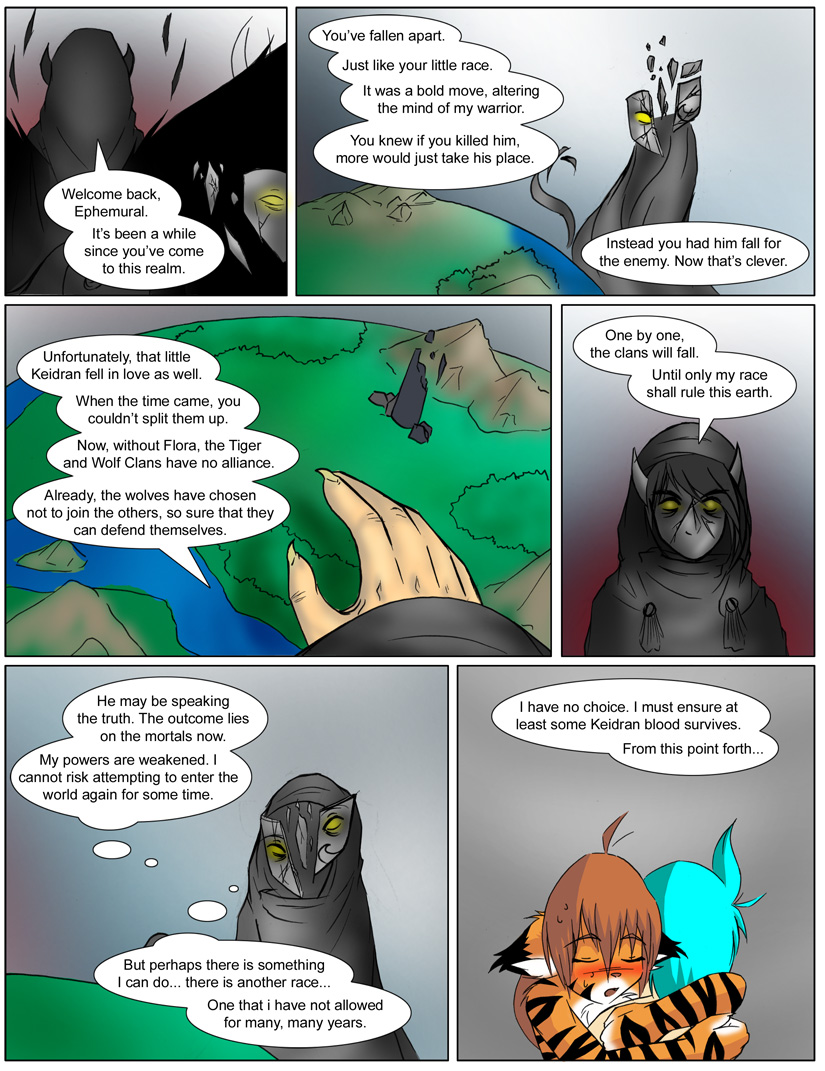 Welcome back,
Ephemural.
It's been a while
since you've come
to this realm.
You've fallen apart.
Just like your little race.
It was a bold move, altering
the mind of my warrior.
You knew if you killed him,
more would just take his place.
Instead you had him fall for
the enemy. Now that's clever.
Unfortunately, that little
Keidran fell in love as well.
When the time came, you
couldn't split them up.
Now, without Flora, the Tiger
and Wolf Clans have no alliance.
Already, the wolves have chosen
not to join the others, so sure that they
can defend themselves.
One by one,
the clans will fall.
Until only my race
shall rule this earth.
He may be speaking
the truth. The outcome lies
on the mortals now.
My powers are weakened. I
cannot risk attempting to enter the
world again for some time.
But perhaps there is something
I can do... there is another race...
One that i have not allowed
for many, many years.
I have no choice. I must ensure at
least some Keidran blood survives.
From this point forth...